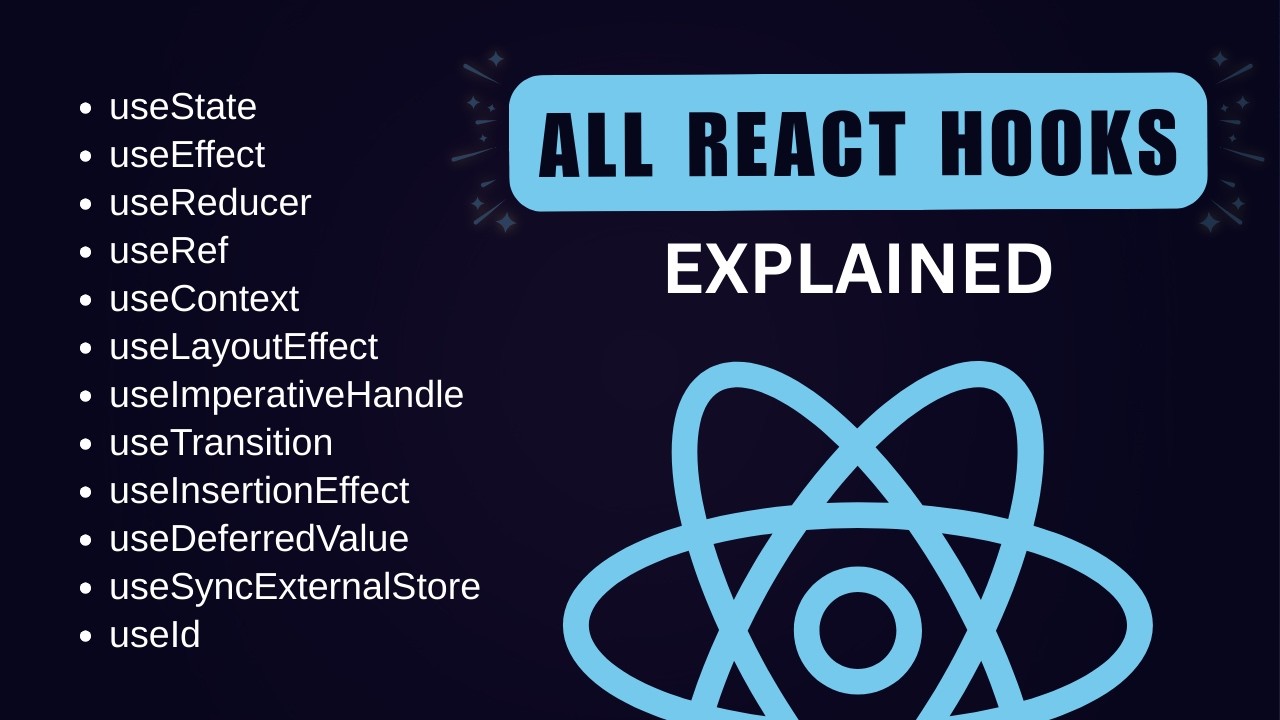 useState
useEffect
useReducer
useRef
useContext
useLayoutEffect
useImperativeHandle
useTransition
useInsertionEffect
useDeferredValue
useSyncExternalStore
useId
ALL REACT HOOKS
EXPLAINED